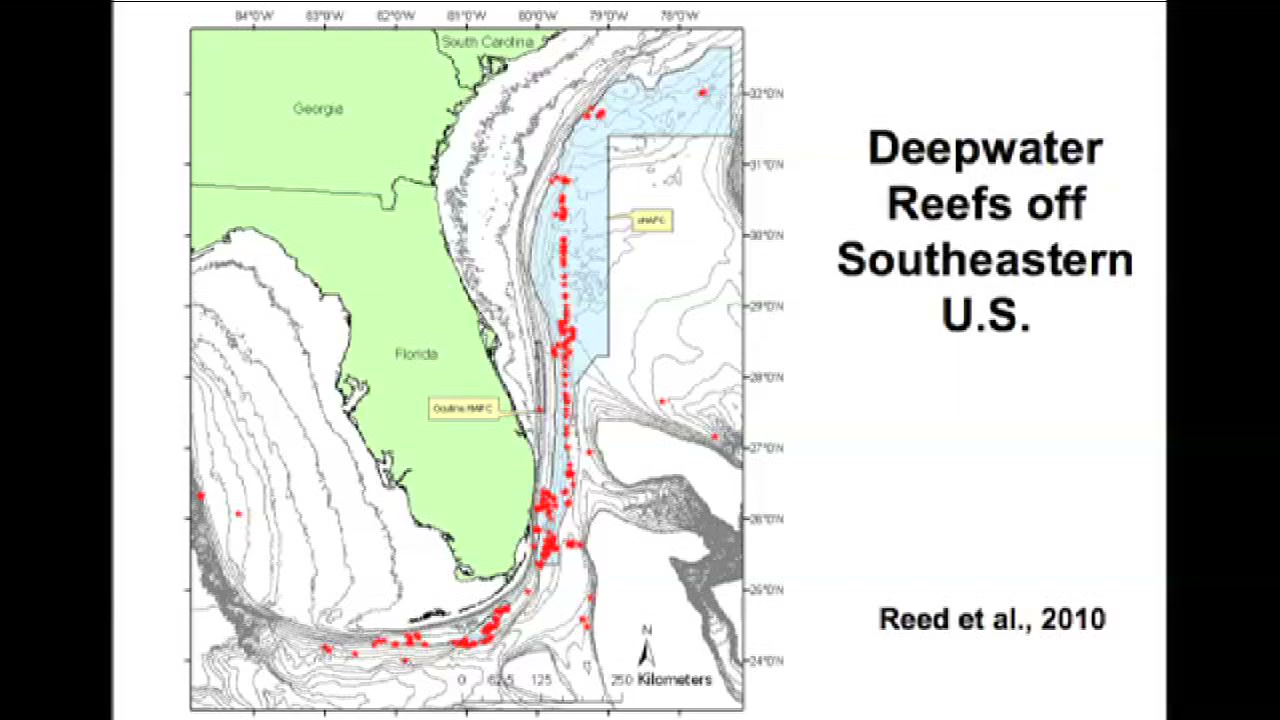 84°0'W 83°0'W 82°0'W 81°0'W 80°0'W 79°0'W 78°0'W
South Carolina
Georgia
32°0'N
31°0'N
30°0'N
29°0'N
28°0'N
27°0'N
26°0'N
25°0'N
24°0'N
Florida
N
0 62.5 125 250 Kilometers
Deepwater
Reefs off
Southeastern
U.S.
Reed et al., 2010